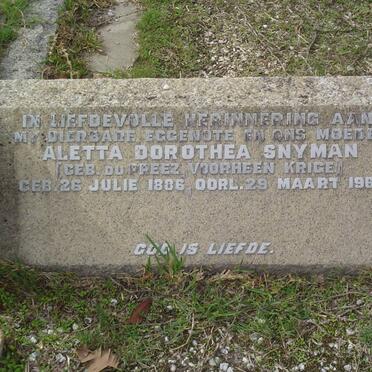 IN LIEFDEVOLLE HERINNERING AAN
MY DIERBARE EGGENOTE EN ONS MOEDE
ALETTA DOROTHEA SNYMAN
(GEB. DU PREEZ, VOORHEEN KRIGE)
GEB. 26 JULIE 1886, OORL. 29 MAART
GOD IS LIEFDE.